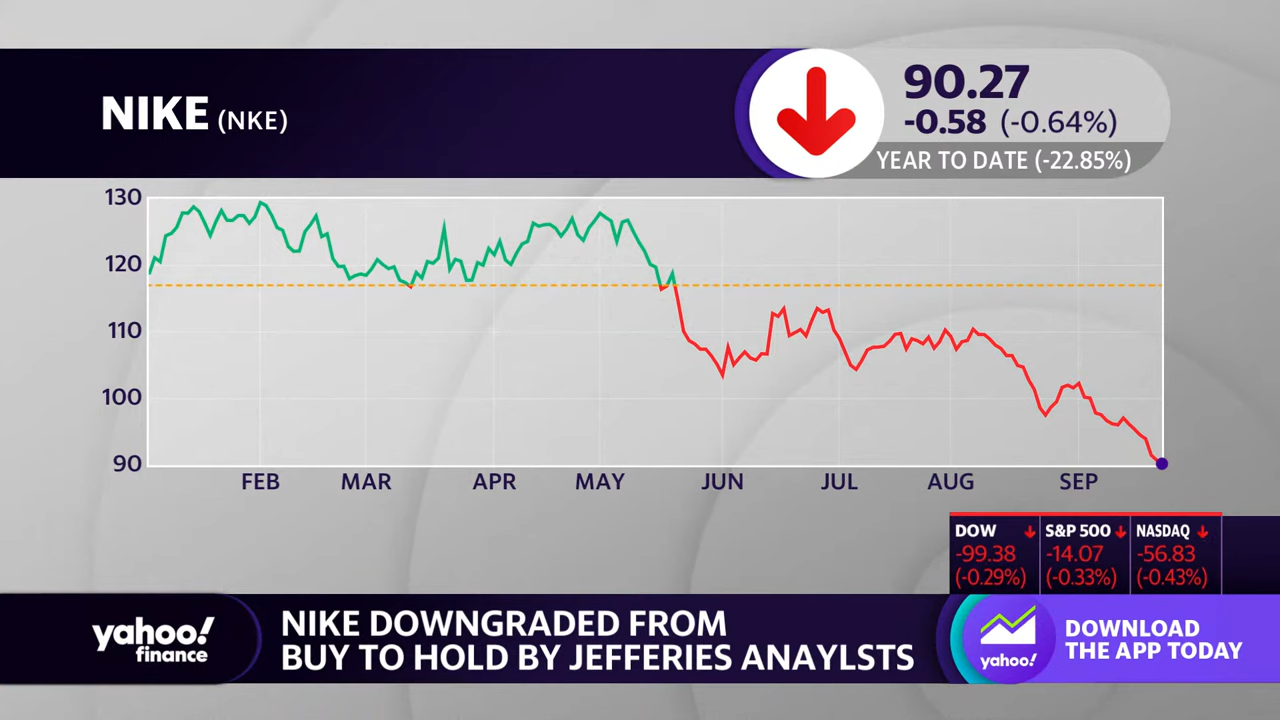 NIKE (NKE)
90.27
-0.58 (-0.64%)
YEAR TO DATE (-22.85%)
130
120
110
100
90
FEB MAR APR MAY JUN JUL AUG SEP
DOW
-99.38
(-0.29%)
S&P 500
-14.07
(-0.33%)
NASDAQ
-56.83
(-0.43%)
yahoo!
finance
NIKE DOWNGRADED FROM
BUY TO HOLD BY JEFFERIES ANAYLSTS
yahoo!
DOWNLOAD
THE APP TODAY